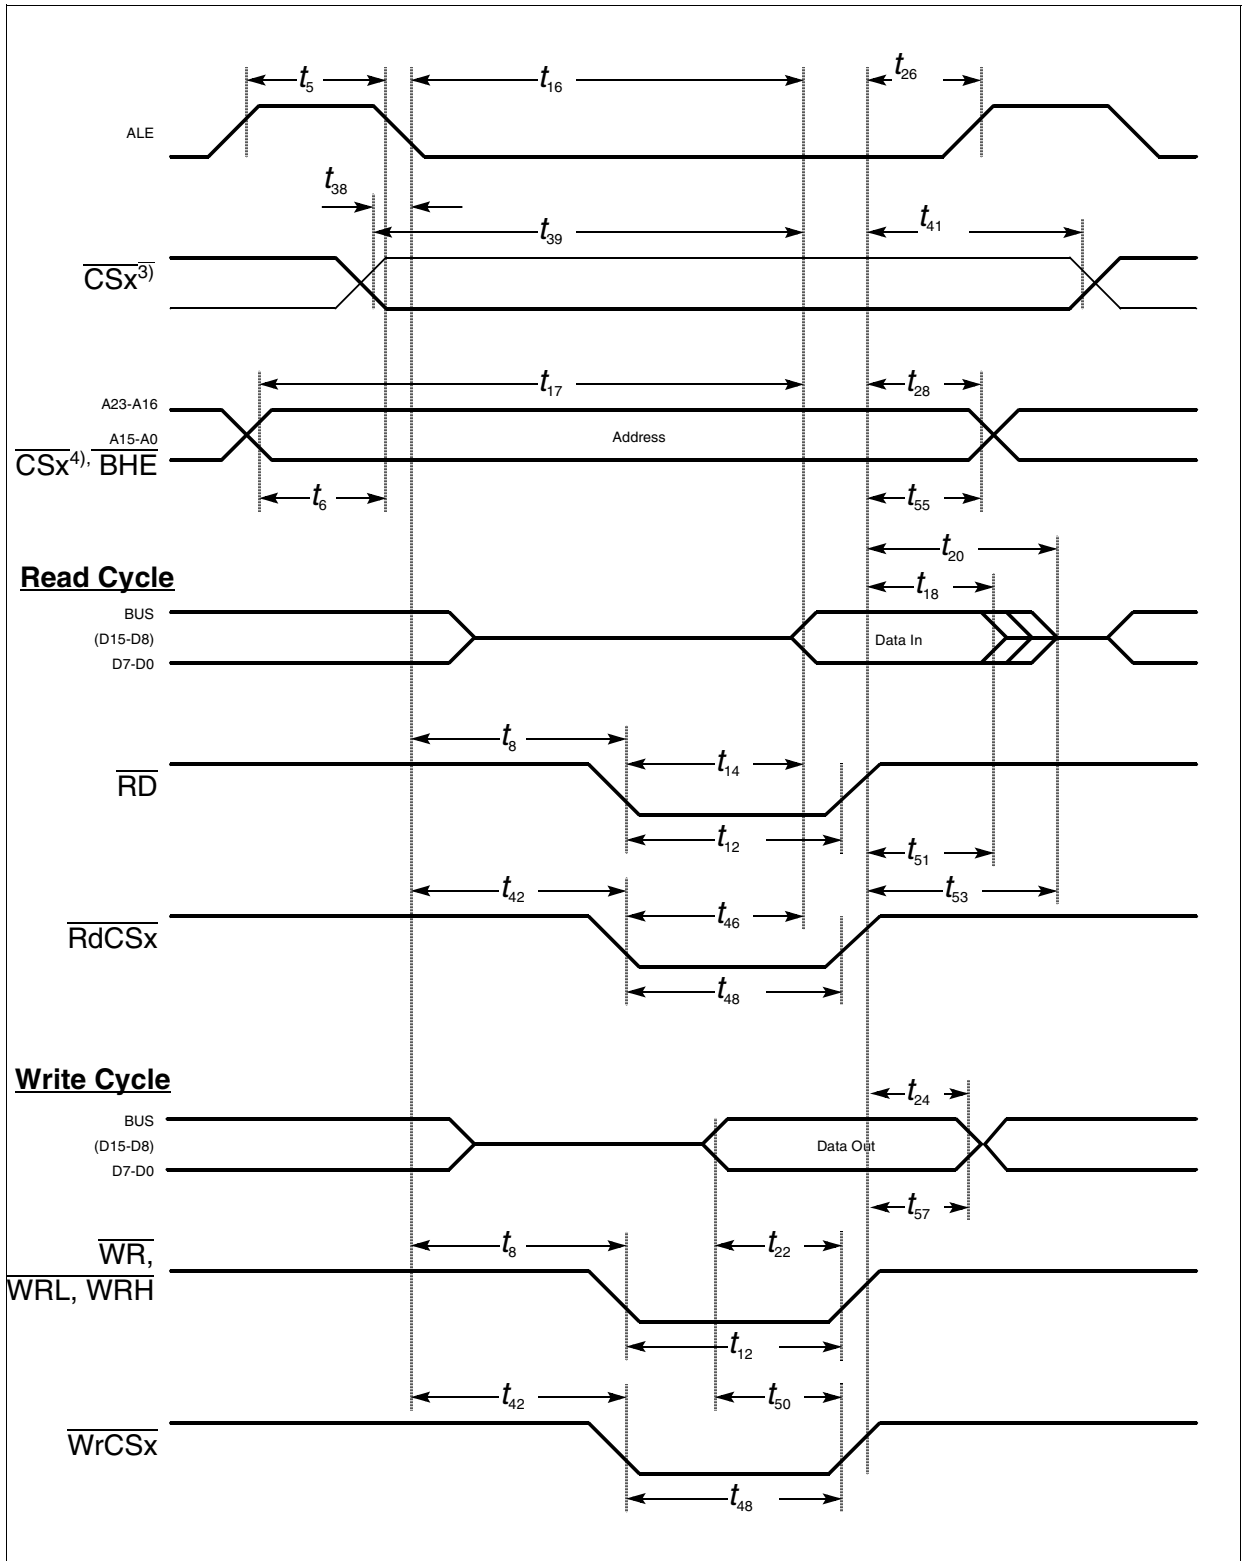 t5 t16 t26
ALE
t38
t39 t41
CSx3)
t17 t28
A23-A16
A15-A0 Address
CSx4), BHE
t6 t55
t20
Read Cycle
t18
BUS
(D15-D8) Data In
D7-D0
t8
t14
RD
t12 t51
t42 t53
t46
RdCSx
t48
Write Cycle
t24
BUS
(D15-D8) Data Out
D7-D0
t57
WR, t8 t22
WRL, WRH
t12
t42 t50
WrCSx
t48